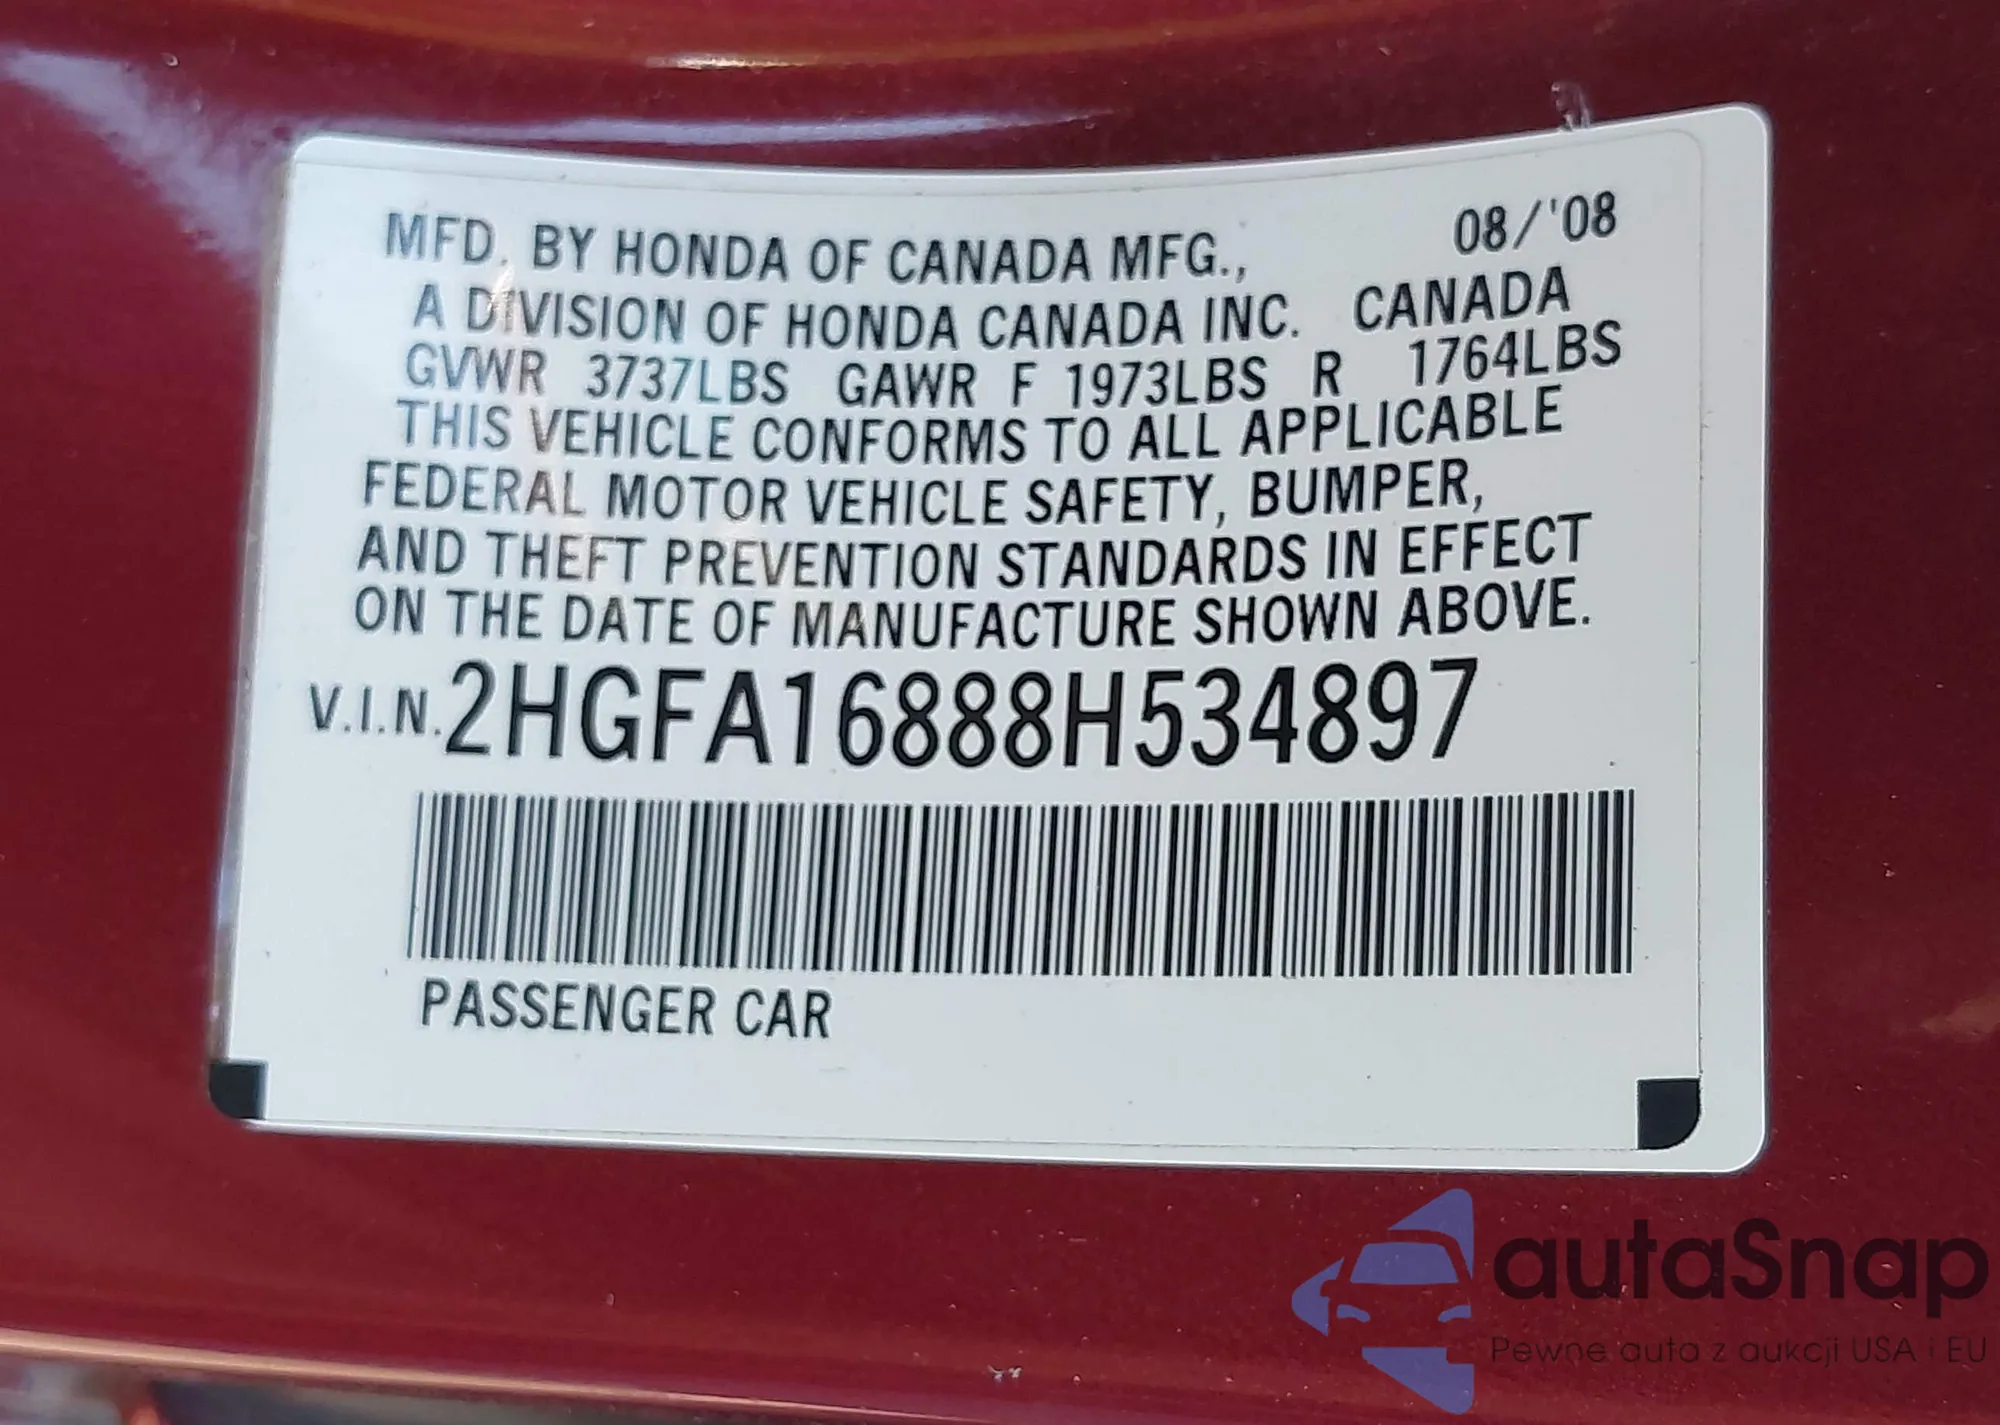 MFD. BY HONDA OF CANADA MFG., 08/'08
A DIVISION OF HONDA CANADA INC. CANADA
GVWR 3737LBS GAWR F 1973LBS R 1764LBS
THIS VEHICLE CONFORMS TO ALL APPLICABLE
FEDERAL MOTOR VEHICLE SAFETY, BUMPER,
AND THEFT PREVENTION STANDARDS IN EFFECT
ON THE DATE OF MANUFACTURE SHOWN ABOVE.
V.I.N. 2HGFA16888H534897
PASSENGER CAR
autaSnap
Pewne auta z aukcji USA i EU